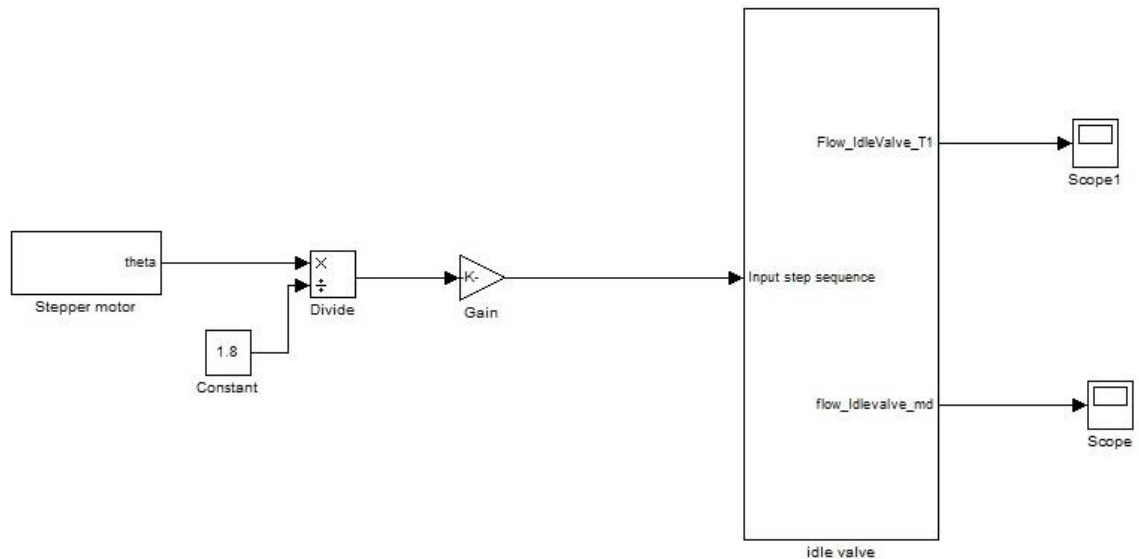 Flow_IdleValve_T1
Scope1
theta
Stepper motor
×
÷
Divide
-K-
Gain
Input step sequence
1.8
Constant
flow_Idlevalve_md
Scope
idle valve